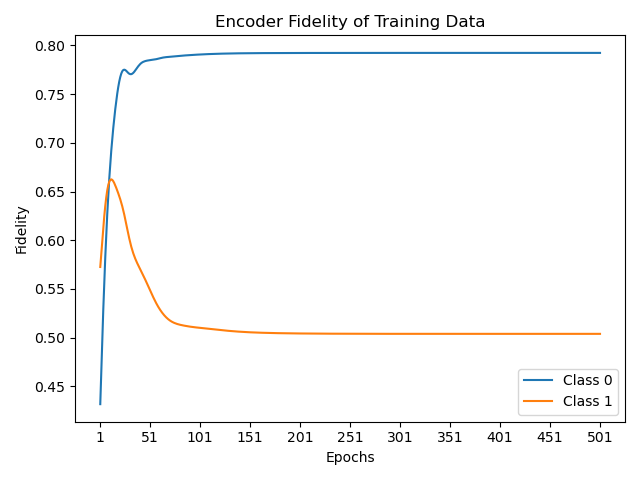 Encoder Fidelity of Training Data
Fidelity
0.80
0.75
0.70
0.65
0.60
0.55
0.50
0.45
1 51 101 151 201 251 301 351 401 451 501
Epochs
Class 0
Class 1